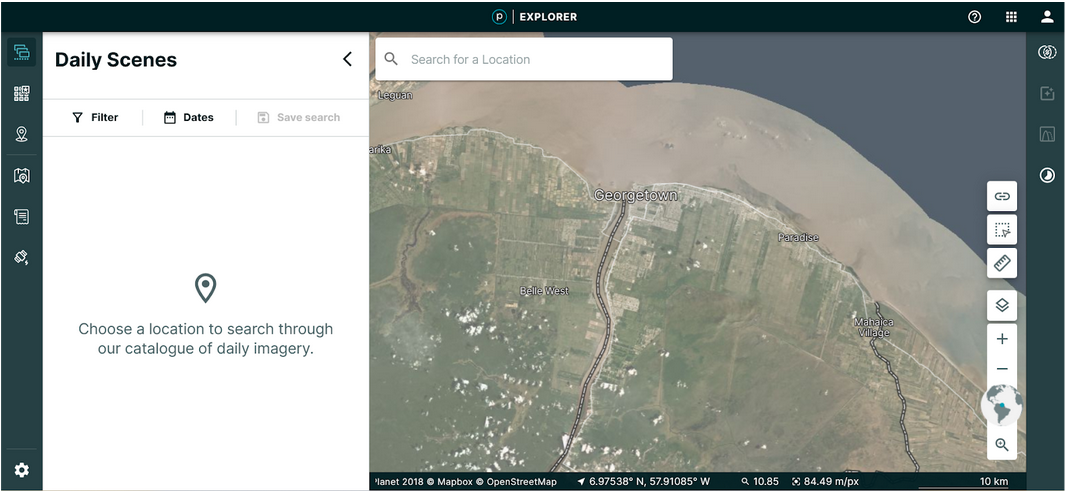 p EXPLORER
Daily Scenes
Search for a Location
Filter
Dates
Save search
Choose a location to search through
our catalogue of daily imagery.
Leguan
arika
Georgetown
Paradise
Belle West
Mahaica
Village
Planet 2018 © Mapbox © OpenStreetMap
6.97538° N, 57.91085° W
10.85
84.49 m/px
10 km